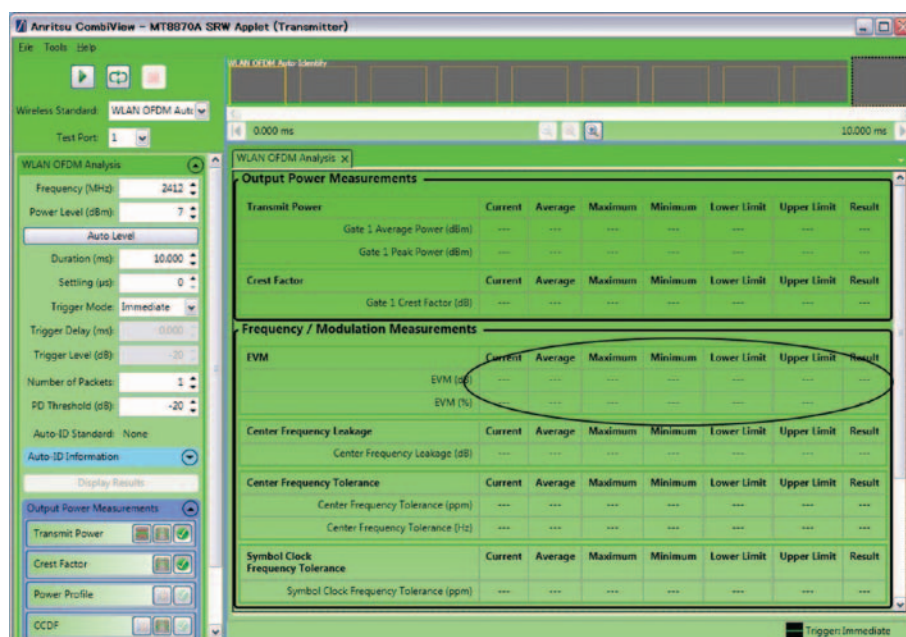 Anritsu CombiView - MT8870A SRW Applet (Transmitter)
File Tools Help
WLAN OFDM Auto-Identify
Wireless Standard: WLAN OFDM Autc
Test Port: 1
0.000 ms 10.000 ms
WLAN OFDM Analysis
Frequency (MHz): 2412
Power Level (dBm): 7
Auto Level
Duration (ms): 10.000
Settling (µs): 0
Trigger Mode: Immediate
Trigger Delay (ms): 0.000
Trigger Level (dB): -20
Number of Packets: 1
PD Threshold (dB): -20
Auto-ID Standard: None
Auto-ID Information
Display Results
Output Power Measurements
Transmit Power
Crest Factor
Power Profile
CCDF
WLAN OFDM Analysis X
Output Power Measurements
Transmit Power Current Average Maximum Minimum Lower Limit Upper Limit Result
Gate 1 Average Power (dBm) --- --- --- --- --- --- ---
Gate 1 Peak Power (dBm) --- --- --- --- --- --- ---
Crest Factor Current Average Maximum Minimum Lower Limit Upper Limit Result
Gate 1 Crest Factor (dB) --- --- --- --- --- --- ---
Frequency / Modulation Measurements
EVM Current Average Maximum Minimum Lower Limit Upper Limit Result
EVM (dB) --- --- --- --- --- --- ---
EVM (%) --- --- --- --- --- --- ---
Center Frequency Leakage Current Average Maximum Minimum Lower Limit Upper Limit Result
Center Frequency Leakage (dB) --- --- --- --- --- --- ---
Center Frequency Tolerance Current Average Maximum Minimum Lower Limit Upper Limit Result
Center Frequency Tolerance (ppm) --- --- --- --- --- --- ---
Center Frequency Tolerance (Hz) --- --- --- --- --- --- ---
Symbol Clock
Frequency Tolerance Current Average Maximum Minimum Lower Limit Upper Limit Result
Symbol Clock Frequency Tolerance (ppm) --- --- --- --- --- --- ---
Trigger: Immediate